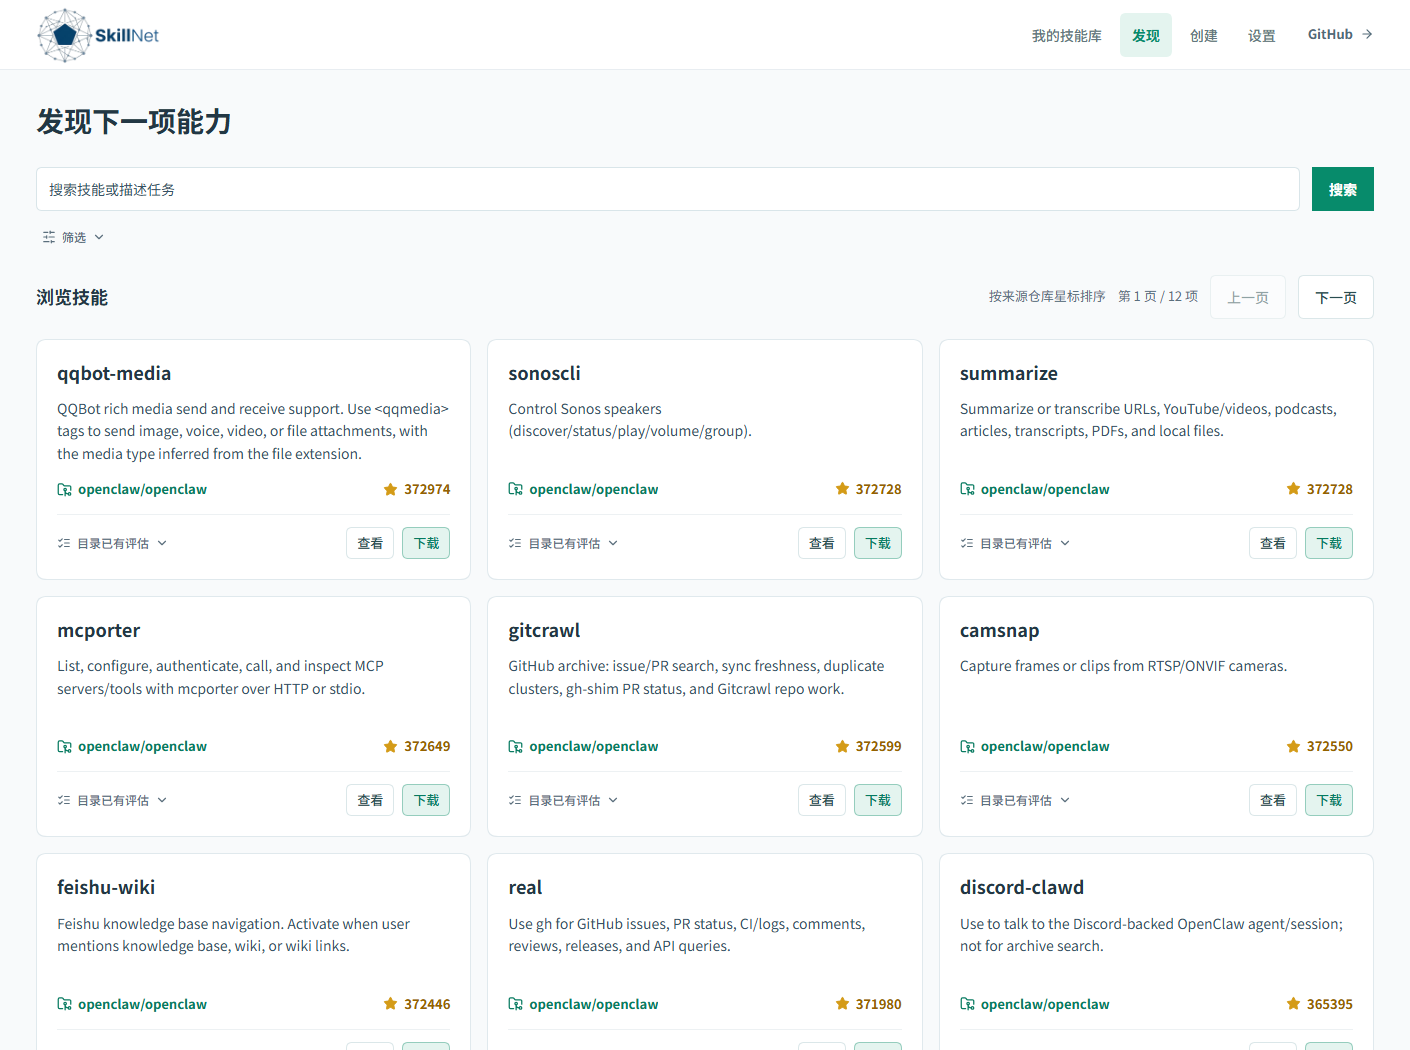 SkillNet
我的技能库 发现 创建 设置 GitHub →
发现下一项能力
搜索技能或描述任务 搜索
筛选
浏览技能 按来源仓库星标排序 第 1 页 / 12 项 上一页 下一页
qqbot-media
QQBot rich media send and receive support. Use <qqmedia>
tags to send image, voice, video, or file attachments, with
the media type inferred from the file extension.
openclaw/openclaw 372974
目录已有评估 查看 下载
sonoscli
Control Sonos speakers
(discover/status/play/volume/group).
openclaw/openclaw 372728
目录已有评估 查看 下载
summarize
Summarize or transcribe URLs, YouTube/videos, podcasts,
articles, transcripts, PDFs, and local files.
openclaw/openclaw 372728
目录已有评估 查看 下载
mcporter
List, configure, authenticate, call, and inspect MCP
servers/tools with mcporter over HTTP or stdio.
openclaw/openclaw 372649
目录已有评估 查看 下载
gitcrawl
GitHub archive: issue/PR search, sync freshness, duplicate
clusters, gh-shim PR status, and Gitcrawl repo work.
openclaw/openclaw 372599
目录已有评估 查看 下载
camsnap
Capture frames or clips from RTSP/ONVIF cameras.
openclaw/openclaw 372550
目录已有评估 查看 下载
feishu-wiki
Feishu knowledge base navigation. Activate when user
mentions knowledge base, wiki, or wiki links.
openclaw/openclaw 372446
real
Use gh for GitHub issues, PR status, CI/logs, comments,
reviews, releases, and API queries.
openclaw/openclaw 371980
discord-clawd
Use to talk to the Discord-backed OpenClaw agent/session;
not for archive search.
openclaw/openclaw 365395